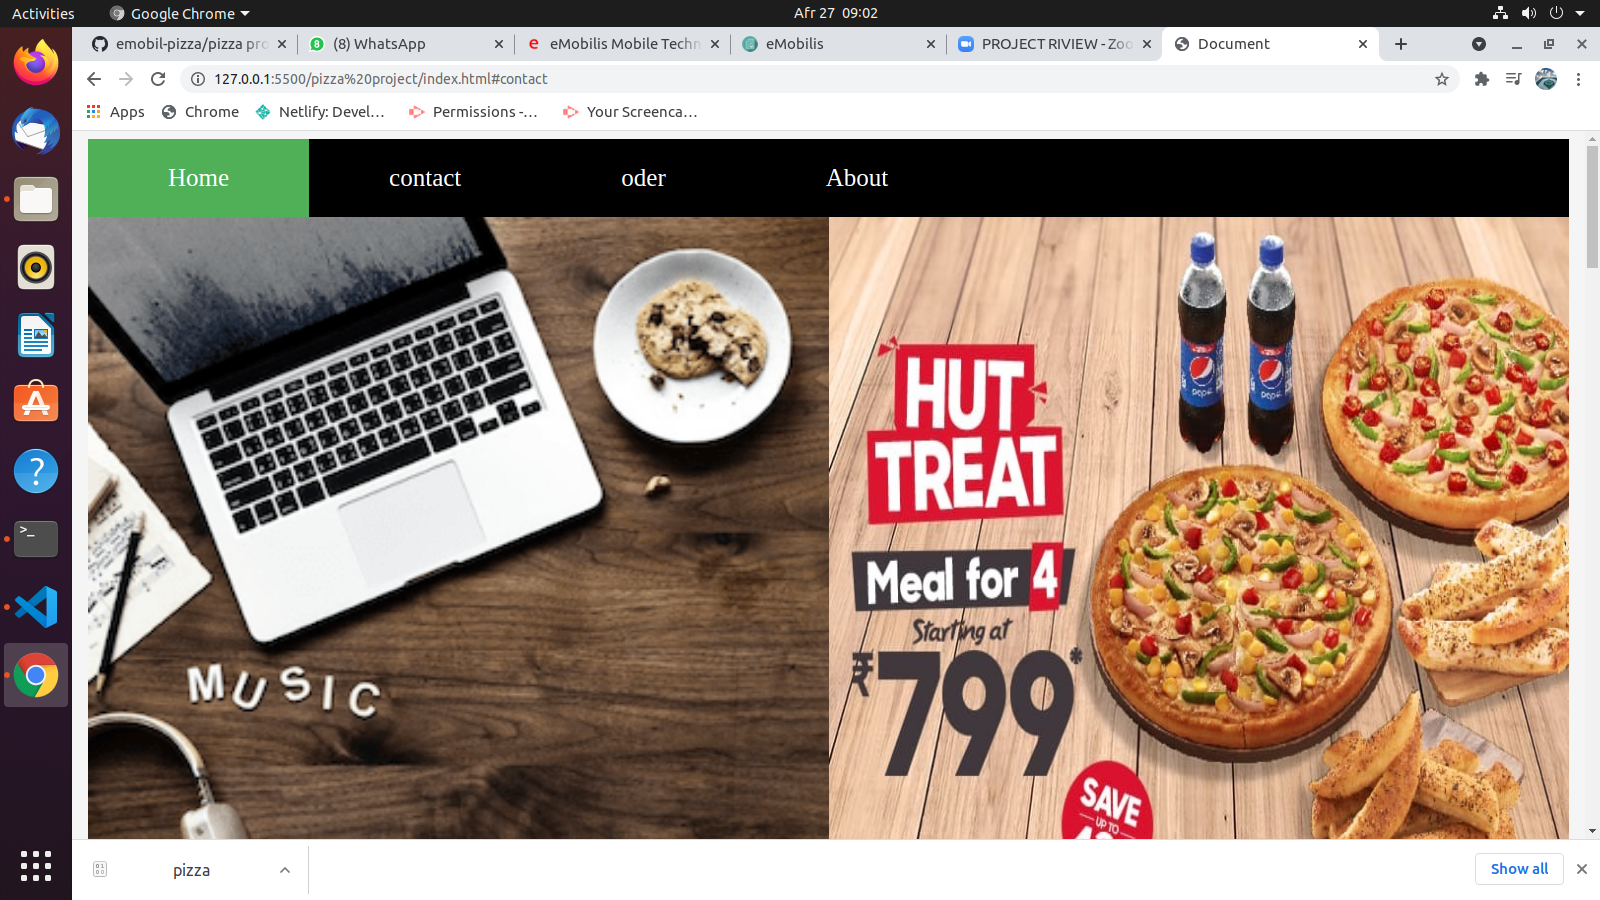 Activities
Google Chrome
Afr 27 09:02
emobil-pizza/pizza pro
(8) WhatsApp
eMobilis Mobile Techn
eMobilis
PROJECT RIVIEW - Zoo
Document
127.0.0.1:5500/pizza%20project/index.html#contact
Apps
Chrome
Netlify: Devel…
Permissions -…
Your Screenca…
Home
contact
oder
About
HUT
TREAT
Meal for 4
Starting at
₹799*
SAVE
UP TO
pepsi
pepsi
MUSIC
pizza
Show all